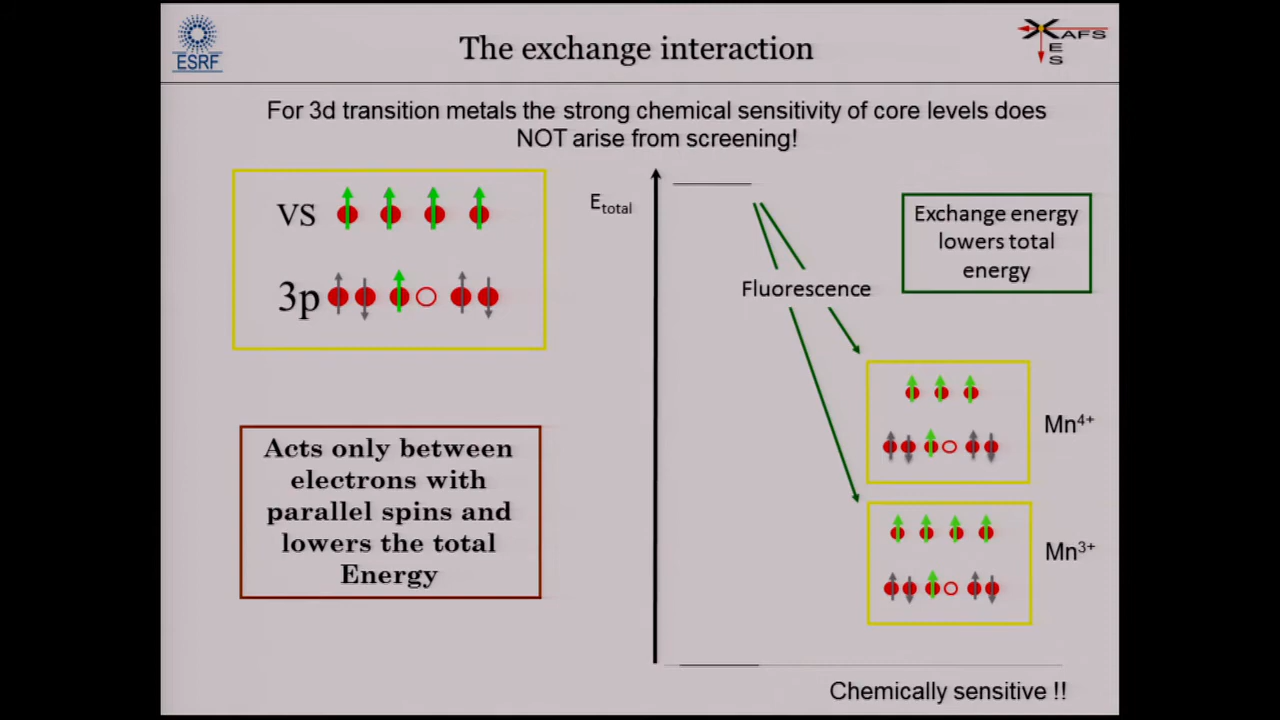 ESRF
The exchange interaction
XAFS
E
S
For 3d transition metals the strong chemical sensitivity of core levels does
NOT arise from screening!
VS
3p
Acts only between
electrons with
parallel spins and
lowers the total
Energy
Etotal
Fluorescence
Exchange energy
lowers total
energy
Mn4+
Mn3+
Chemically sensitive !!